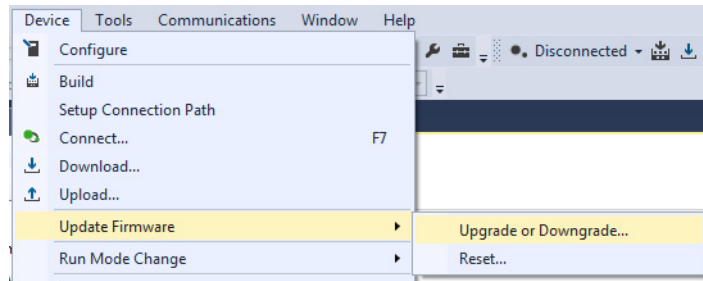 Device Tools Communications Window Help
Configure
Disconnected
Build
Setup Connection Path
Connect... F7
Download...
Upload...
Update Firmware
Upgrade or Downgrade...
Run Mode Change
Reset...